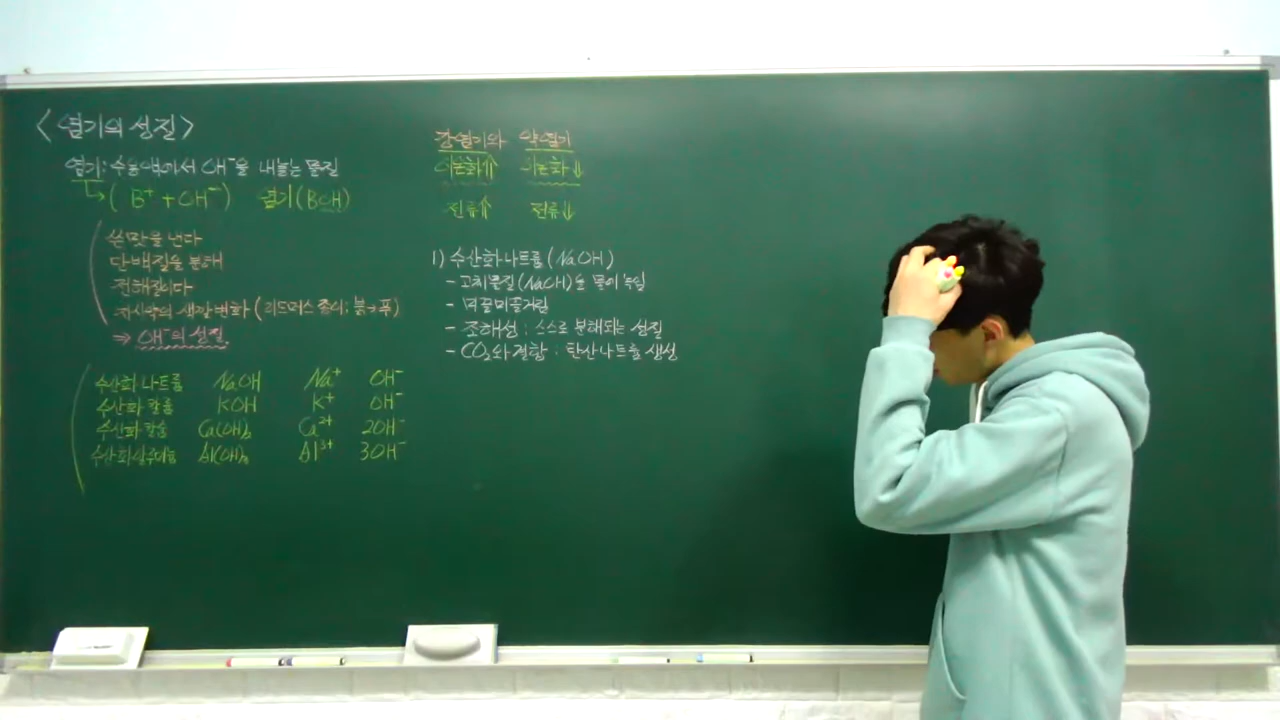 <염기의 성질>
염기: 수용액에서 OH⁻을 내놓는 물질
↳ ( B⁺ + OH⁻ ) 염기(BOH)
쓴맛을 낸다
단백질을 분해
전해질이다
지시약의 색깔 변화 (리트머스 종이; 붉→푸)
⇒ OH⁻의 성질.
수산화 나트륨 NaOH Na⁺ OH⁻
수산화 칼륨 KOH K⁺ OH⁻
수산화 칼슘 Ca(OH)₂ Ca²⁺ 2OH⁻
수산화알루미늄 Al(OH)₃ Al³⁺ 3OH⁻
강염기와 약염기
이온화⇑ 이온화↓
전류⇑ 전류↓
1) 수산화나트륨(NaOH)
- 고체물질(NaOH)은 물에 녹임
- 미끌미끌거림
- 조해성 : 스스로 분해되는 성질
- CO₂와 결합 : 탄산나트륨 생성